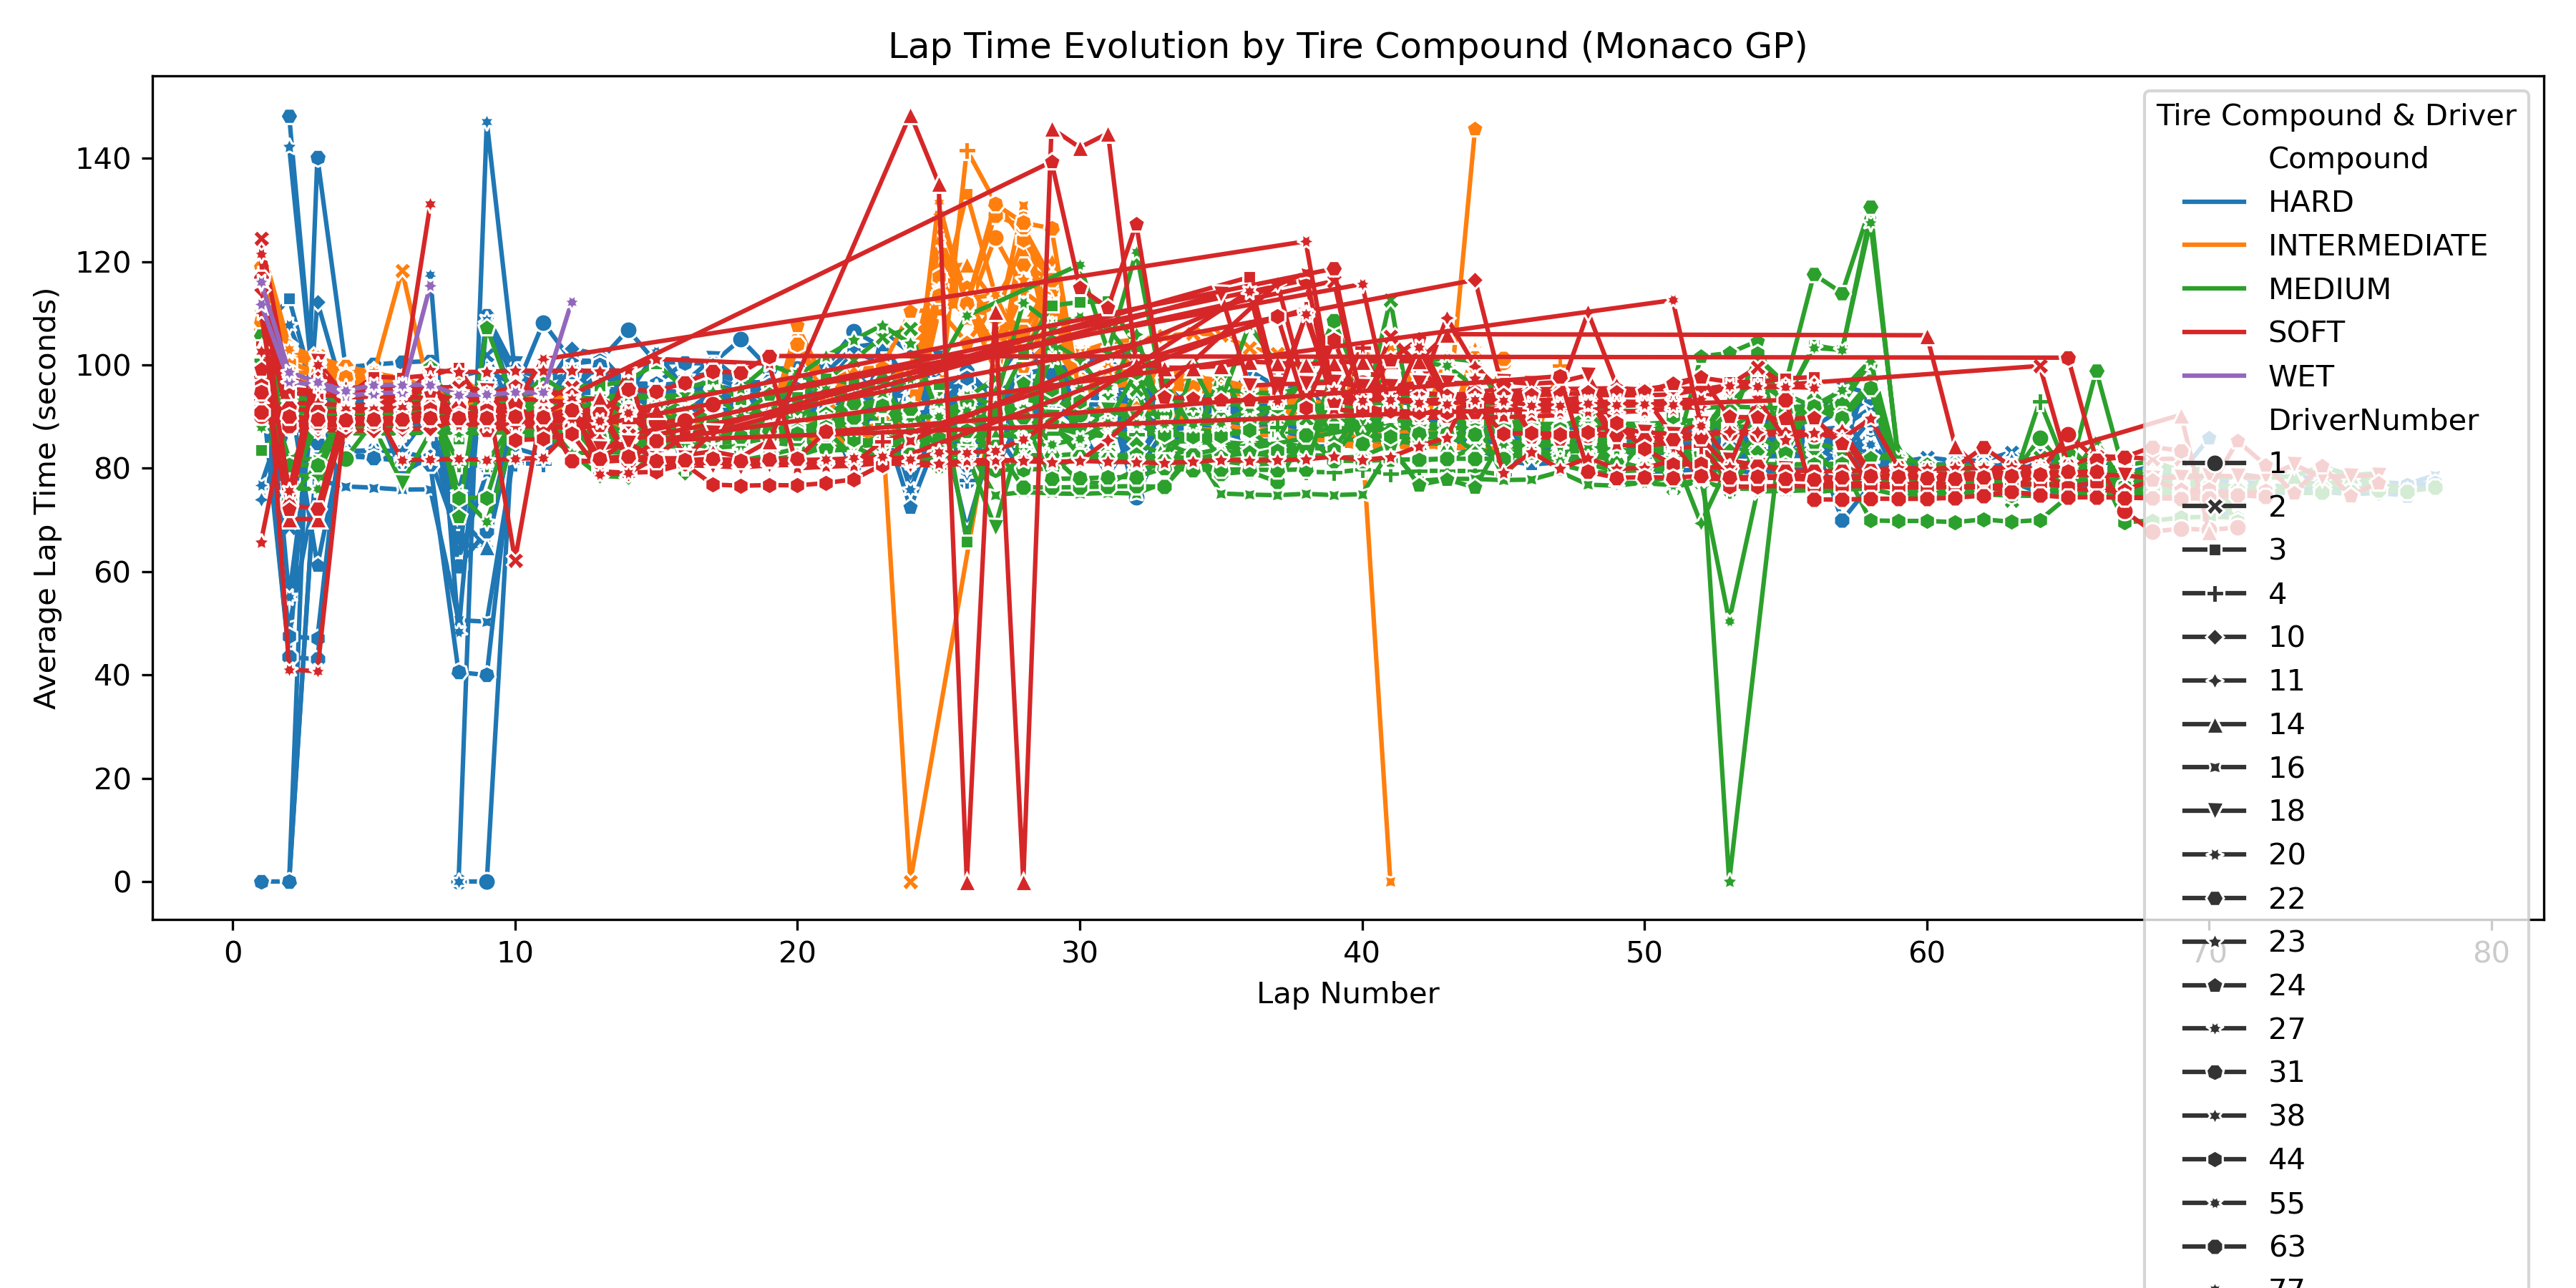 Lap Time Evolution by Tire Compound (Monaco GP)
Average Lap Time (seconds)
140
120
100
80
60
40
20
0
0 10 20 30 40 50 60 70 80
Lap Number
Tire Compound & Driver
Compound
HARD
INTERMEDIATE
MEDIUM
SOFT
WET
DriverNumber
1
2
3
4
10
11
14
16
18
20
22
23
24
27
31
38
44
55
63
77